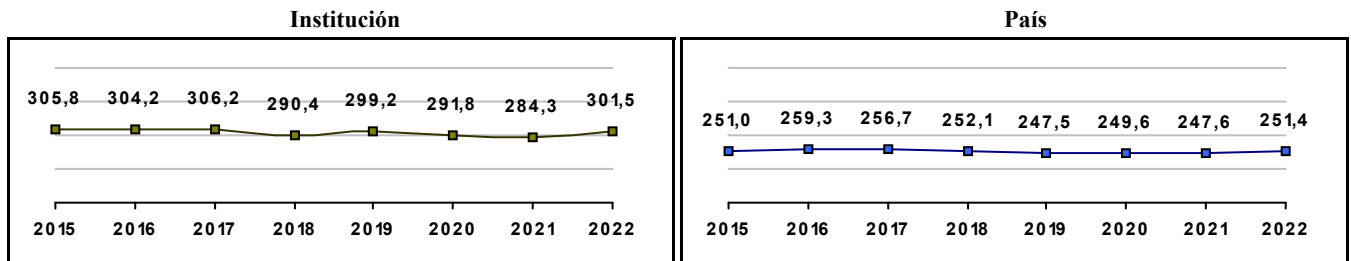 Institución
305,8 304,2 306,2 290,4 299,2 291,8 284,3 301,5
2015 2016 2017 2018 2019 2020 2021 2022
País
251,0 259,3 256,7 252,1 247,5 249,6 247,6 251,4
2015 2016 2017 2018 2019 2020 2021 2022